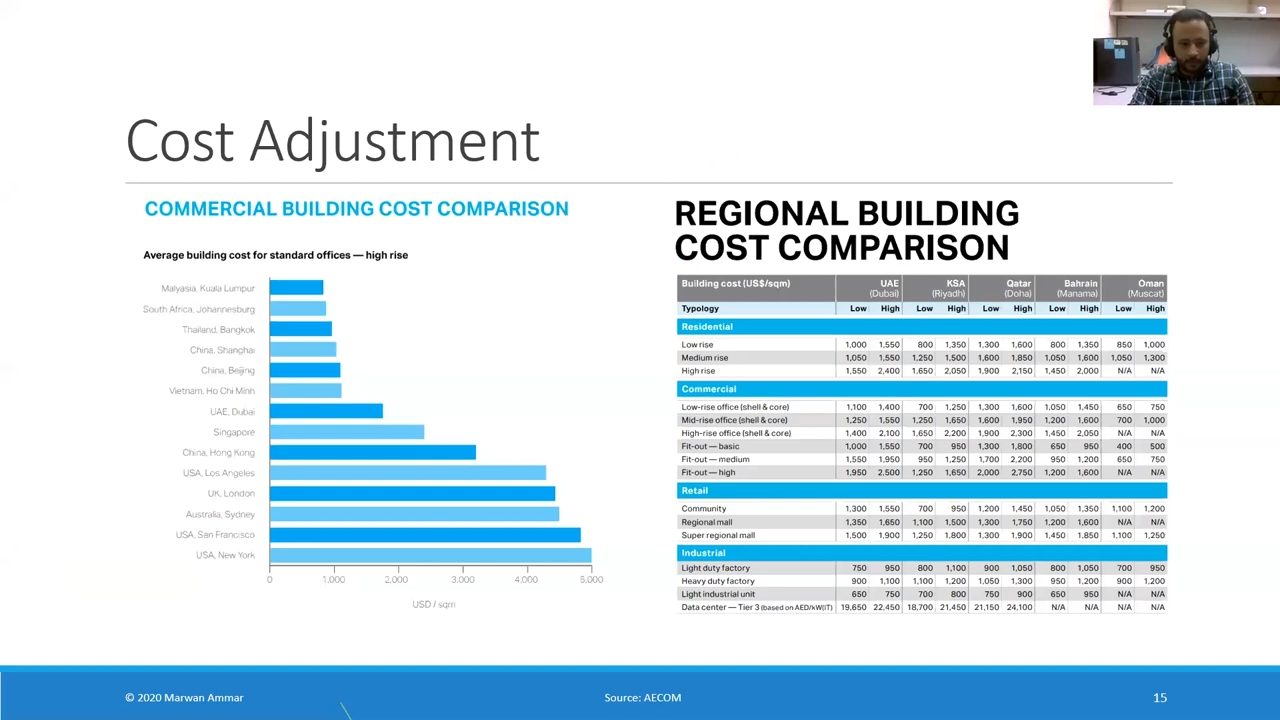 Cost Adjustment
COMMERCIAL BUILDING COST COMPARISON
Average building cost for standard offices — high rise
Malyasia, Kuala Lumpur
South Africa, Johannesburg
Thailand, Bangkok
China, Shanghai
China, Beijing
Vietnam, Ho Chi Minh
UAE, Dubai
Singapore
China, Hong Kong
USA, Los Angeles
UK, London
Australia, Sydney
USA, San Francisco
USA, New York
0 1,000 2,000 3,000 4,000 5,000
USD / sqm
REGIONAL BUILDING
COST COMPARISON
Building cost (US$/sqm) UAE KSA Qatar Bahrain Oman
(Dubai) (Riyadh) (Doha) (Manama) (Muscat)
Typology Low High Low High Low High Low High Low High
Residential
Low rise 1,000 1,550 800 1,350 1,300 1,600 800 1,350 850 1,000
Medium rise 1,050 1,550 1,250 1,500 1,600 1,850 1,050 1,600 1,050 1,300
High rise 1,550 2,400 1,650 2,050 1,900 2,150 1,450 2,000 N/A N/A
Commercial
Low-rise office (shell & core) 1,100 1,400 700 1,250 1,300 1,600 1,050 1,450 650 750
Mid-rise office (shell & core) 1,250 1,550 1,250 1,650 1,600 1,950 1,200 1,600 700 1,000
High-rise office (shell & core) 1,400 2,100 1,650 2,200 1,900 2,300 1,450 2,050 N/A N/A
Fit-out — basic 1,000 1,550 700 950 1,300 1,800 650 950 400 500
Fit-out — medium 1,550 1,950 950 1,250 1,700 2,200 950 1,200 650 750
Fit-out — high 1,950 2,500 1,250 1,650 2,000 2,750 1,200 1,600 N/A N/A
Retail
Community 1,300 1,550 700 950 1,200 1,450 1,050 1,350 1,100 1,200
Regional mall 1,350 1,650 1,100 1,500 1,300 1,750 1,200 1,600 N/A N/A
Super regional mall 1,500 1,900 1,250 1,800 1,300 1,900 1,450 1,850 1,100 1,250
Industrial
Light duty factory 750 950 800 1,100 900 1,050 800 1,050 700 950
Heavy duty factory 900 1,100 1,100 1,200 1,050 1,300 950 1,200 900 1,200
Light industrial unit 650 750 700 800 750 900 650 950 N/A N/A
Data center — Tier 3 (based on AED/kW(IT) 19,650 22,450 18,700 21,450 21,150 24,100 N/A N/A N/A N/A
© 2020 Marwan Ammar
Source: AECOM
15